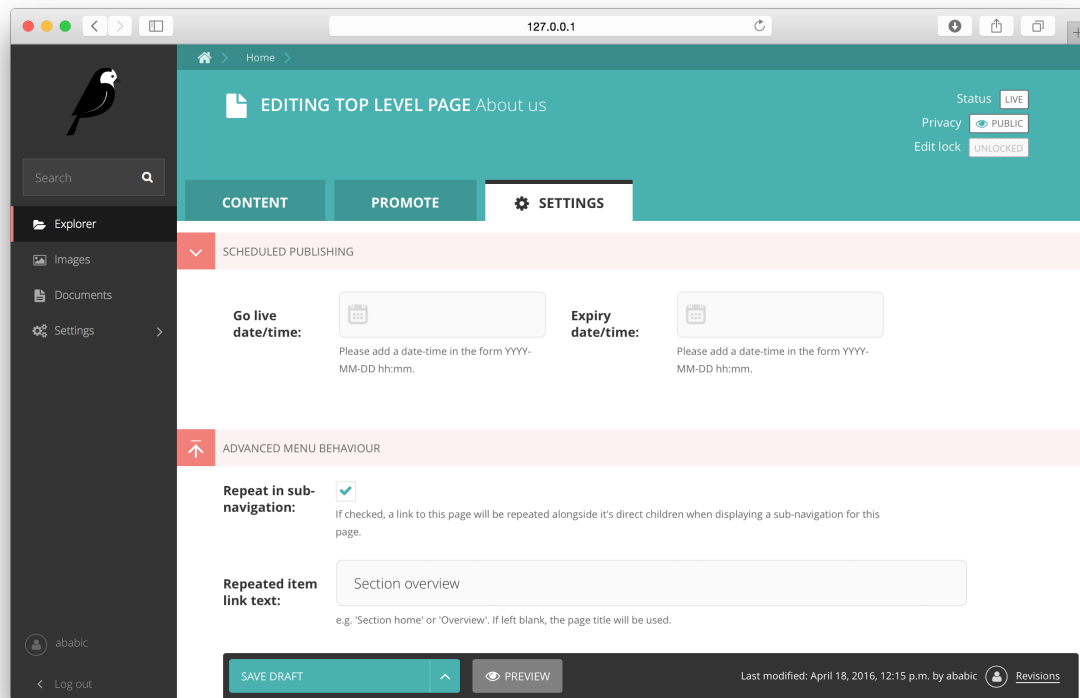 127.0.0.1
Home
EDITING TOP LEVEL PAGE About us
Status LIVE
Privacy PUBLIC
Edit lock UNLOCKED
Search
Explorer
Images
Documents
Settings
ababic
Log out
CONTENT
PROMOTE
SETTINGS
SCHEDULED PUBLISHING
Go live
date/time:
Please add a date-time in the form YYYY-
MM-DD hh:mm.
Expiry
date/time:
Please add a date-time in the form YYYY-
MM-DD hh:mm.
ADVANCED MENU BEHAVIOUR
Repeat in sub-
navigation:
If checked, a link to this page will be repeated alongside it's direct children when displaying a sub-navigation for this
page.
Repeated item
link text:
Section overview
e.g. 'Section home' or 'Overview'. If left blank, the page title will be used.
SAVE DRAFT
PREVIEW
Last modified: April 18, 2016, 12:15 p.m. by ababic
Revisions